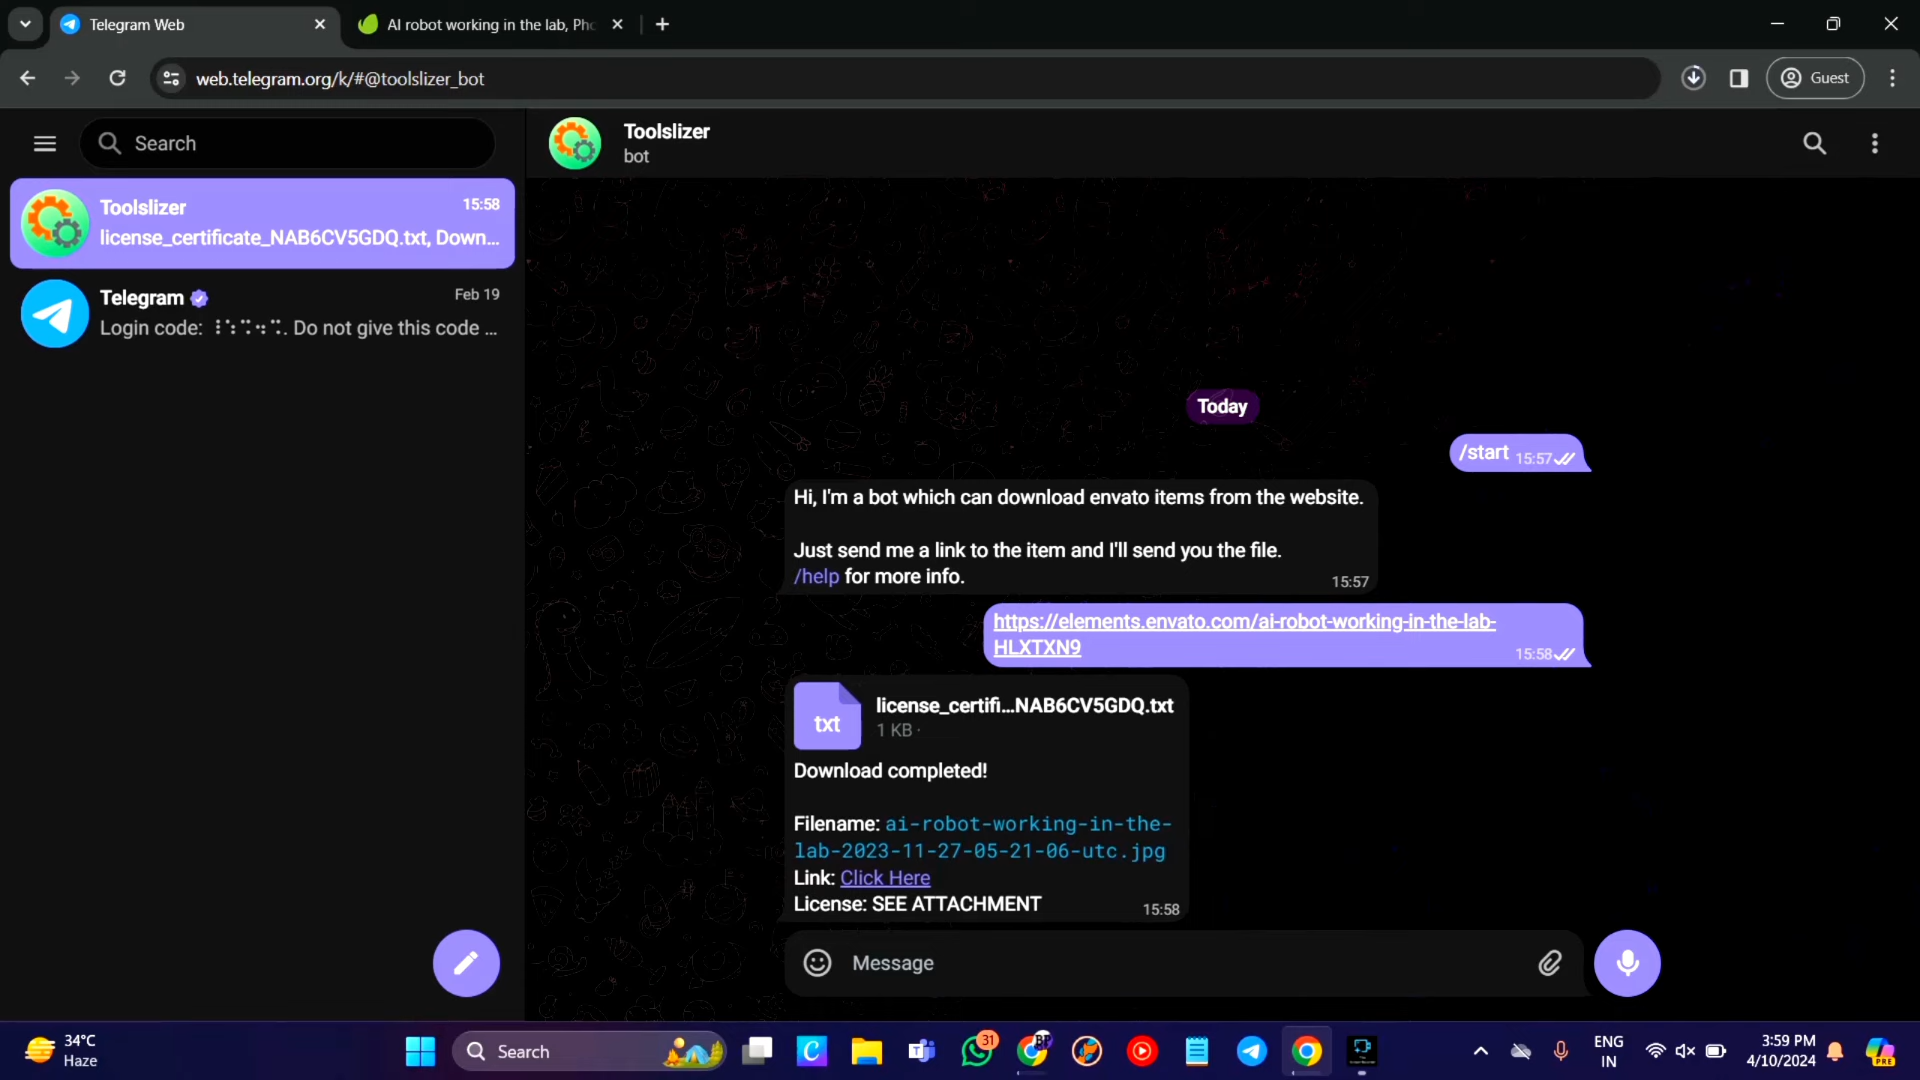 Telegram Web
AI robot working in the lab, Pho
web.telegram.org/k/#@toolslizer_bot
Guest
Search
Toolslizer
bot
Toolslizer
15:58
license_certificate_NAB6CV5GDQ.txt, Down...
Telegram
Feb 19
Login code: . Do not give this code ...
Today
/start 15:57
Hi, I'm a bot which can download envato items from the website.
Just send me a link to the item and I'll send you the file.
/help for more info.
15:57
https://elements.envato.com/ai-robot-working-in-the-lab-
HLXTXN9
15:58
txt
license_certifi...NAB6CV5GDQ.txt
1 KB ·
Download completed!
Filename: ai-robot-working-in-the-
lab-2023-11-27-05-21-06-utc.jpg
Link: Click Here
License: SEE ATTACHMENT
15:58
Message
34°C
Haze
Search
31
BF
ENG
IN
3:59 PM
4/10/2024
PRE